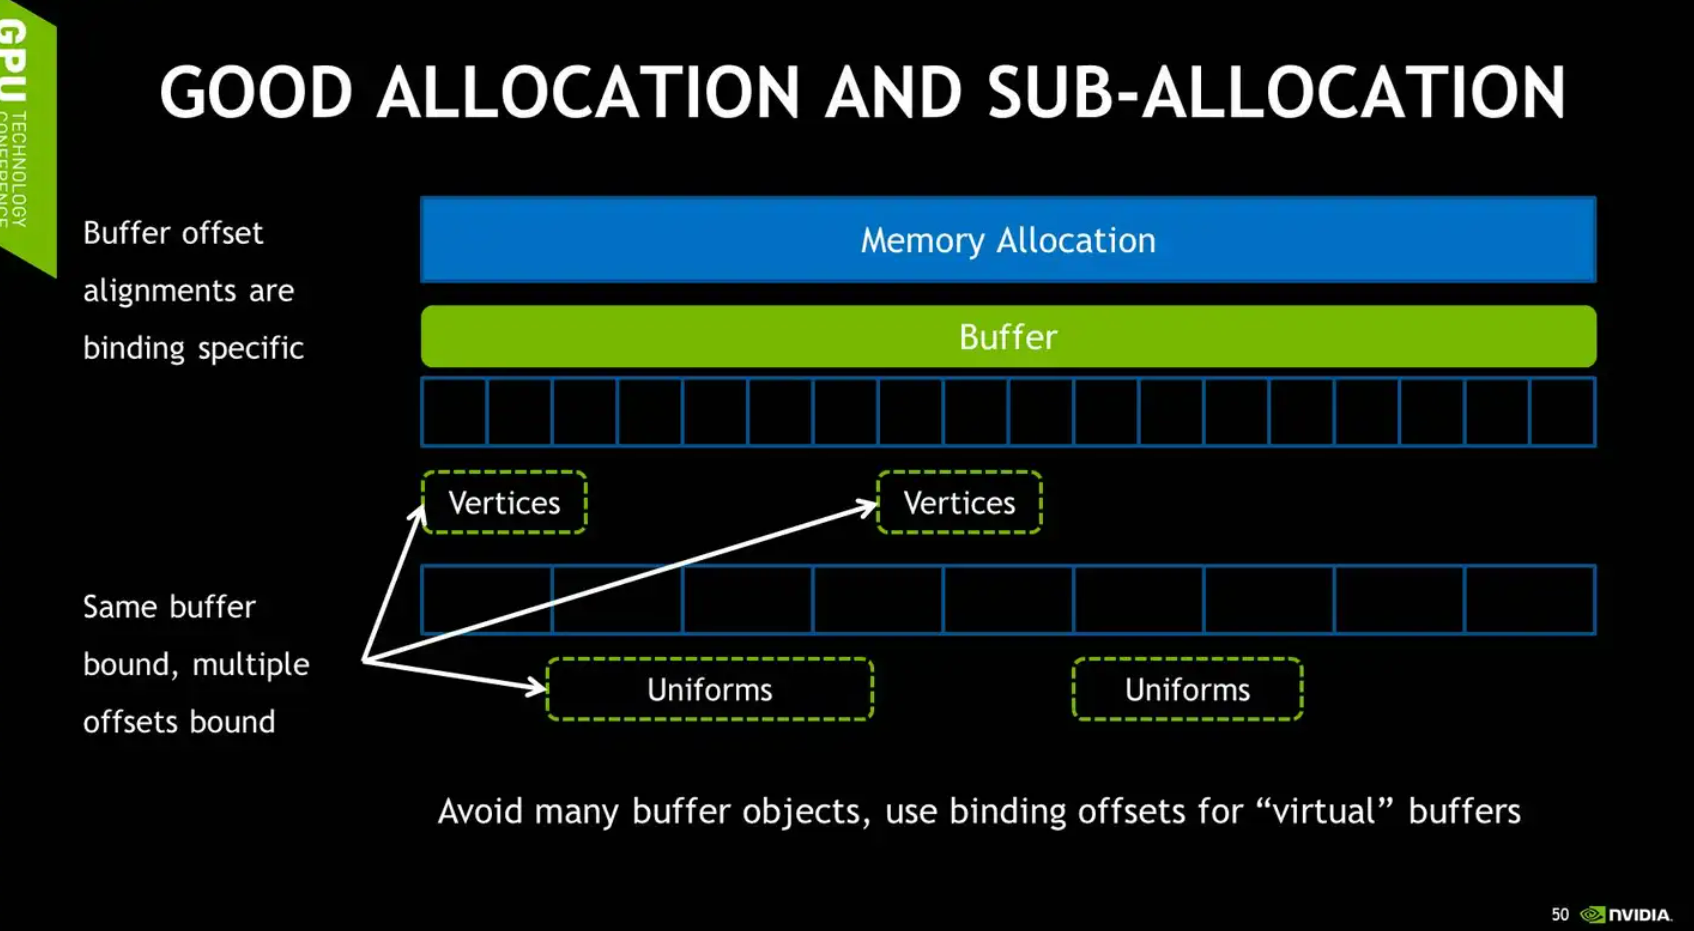 GPU TECHNOLOGY
CONFERENCE
GOOD ALLOCATION AND SUB-ALLOCATION
Buffer offset
alignments are
binding specific
Memory Allocation
Buffer
Vertices
Vertices
Same buffer
bound, multiple
offsets bound
Uniforms
Uniforms
Avoid many buffer objects, use binding offsets for “virtual” buffers
50
NVIDIA.